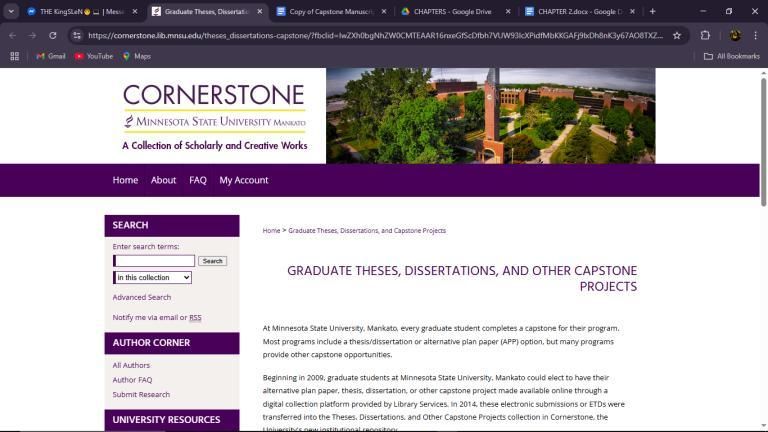 THE KingSLeN | Messe
Graduate Theses, Dissertatio
Copy of Capstone Manuscrip
CHAPTERS - Google Drive
CHAPTER 2.docx - Google D
https://cornerstone.lib.mnsu.edu/theses_dissertations-capstone/?fbclid=
Gmail
YouTube
Maps
All Bookmarks
CORNERSTONE
MINNESOTA STATE UNIVERSITY MANKATO
A Collection of Scholarly and Creative Works
Home About FAQ My Account
SEARCH
Enter search terms:
Search
in this collection
Advanced Search
Notify me via email or RSS
AUTHOR CORNER
All Authors
Author FAQ
Submit Research
UNIVERSITY RESOURCES
Home > Graduate Theses, Dissertations, and Capstone Projects
GRADUATE THESES, DISSERTATIONS, AND OTHER CAPSTONE
PROJECTS
At Minnesota State University, Mankato, every graduate student completes a capstone for their program.
Most programs include a thesis/dissertation or alternative plan paper (APP) option, but many programs
provide other capstone opportunities.
Beginning in 2009, graduate students at Minnesota State University, Mankato could elect to have their
alternative plan paper, thesis, dissertation, or other capstone project made available online through a
digital collection platform provided by Library Services. In 2014, these electronic submissions or ETDs were
transferred into the Theses, Dissertations, and Other Capstone Projects collection in Cornerstone, the
University's new institutional repository.